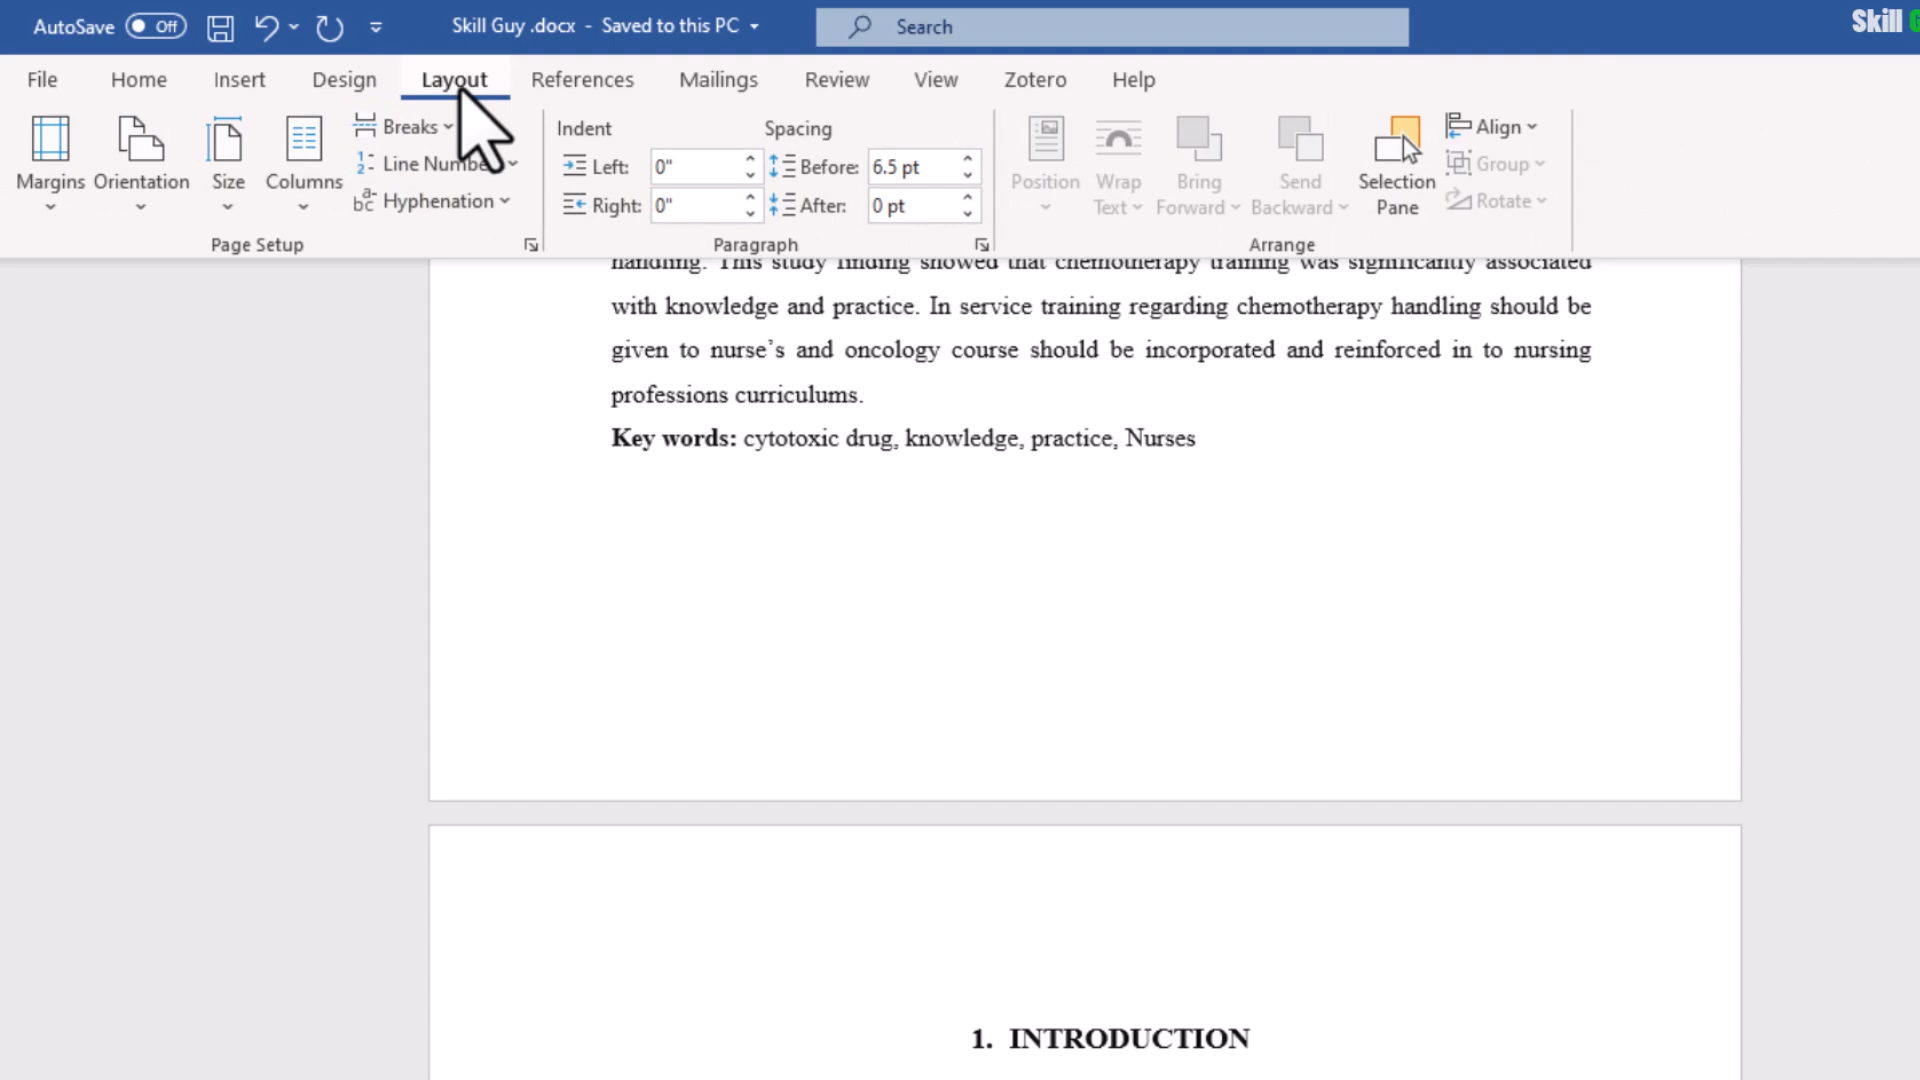 AutoSave Off Skill Guy .docx - Saved to this PC Search Skill
File Home Insert Design Layout References Mailings Review View Zotero Help
Margins Orientation Size Columns
Breaks
Line Numbe
Hyphenation
Page Setup
Indent Spacing
Left: 0" Before: 6.5 pt
Right: 0" After: 0 pt
Paragraph
Position Wrap Text Bring Forward Send Backward Selection Pane
Align
Group
Rotate
Arrange
handling. This study finding showed that chemotherapy training was significantly associated
with knowledge and practice. In service training regarding chemotherapy handling should be
given to nurse’s and oncology course should be incorporated and reinforced in to nursing
professions curriculums.
Key words: cytotoxic drug, knowledge, practice, Nurses
1. INTRODUCTION